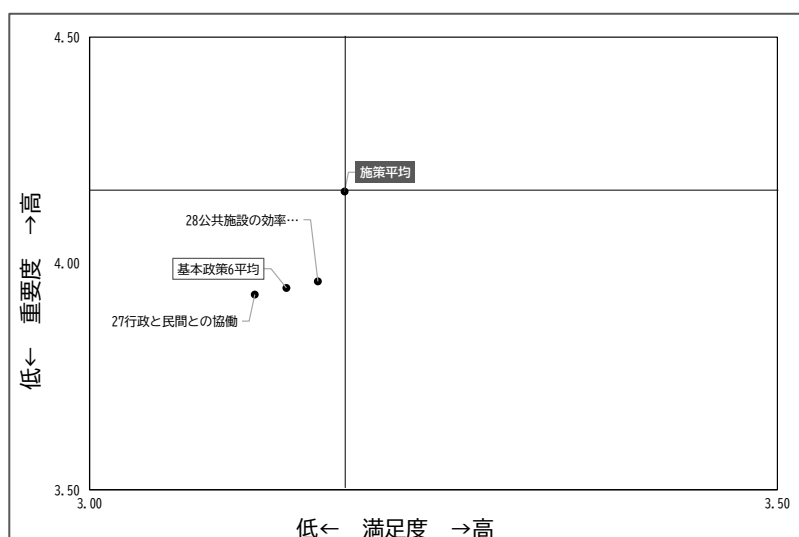 4.50
施策平均
28公共施設の効率…
4.00
基本政策6平均
27行政と民間との協働
低← 重要度 →高
3.50
3.00
3.50
低← 満足度 →高